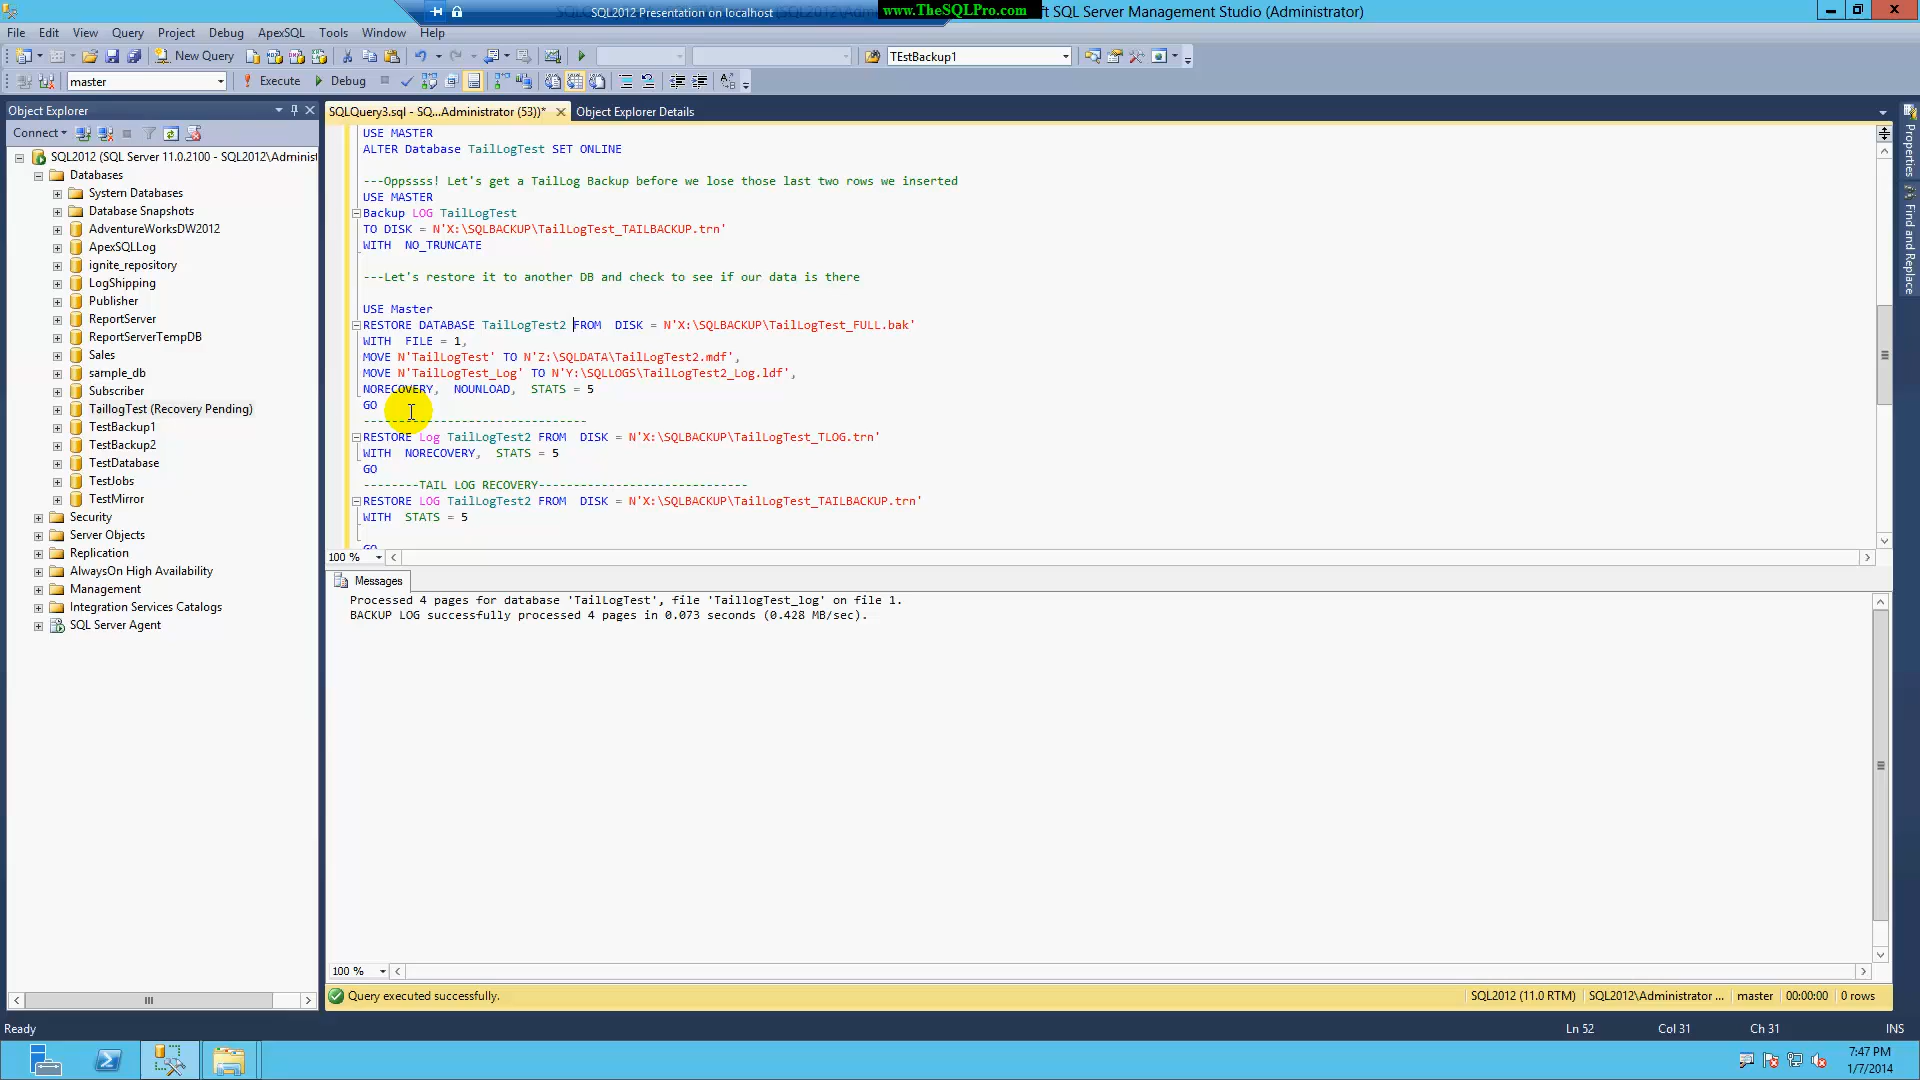 SQL2012 Presentation on localhost
www.TheSQLPro.com
ft SQL Server Management Studio (Administrator)
File Edit View Query Project Debug ApexSQL Tools Window Help
New Query
TEstBackup1
master
Execute
Debug
Object Explorer
SQLQuery3.sql - SQ...Administrator (53))*
Object Explorer Details
Connect
SQL2012 (SQL Server 11.0.2100 - SQL2012\Administ
Databases
System Databases
Database Snapshots
AdventureWorksDW2012
ApexSQLLog
ignite_repository
LogShipping
Publisher
ReportServer
ReportServerTempDB
Sales
sample_db
Subscriber
TaillogTest (Recovery Pending)
TestBackup1
TestBackup2
TestDatabase
TestJobs
TestMirror
Security
Server Objects
Replication
AlwaysOn High Availability
Management
Integration Services Catalogs
SQL Server Agent
USE MASTER
ALTER Database TailLogTest SET ONLINE
---Oppssss! Let's get a TailLog Backup before we lose those last two rows we inserted
USE MASTER
Backup LOG TailLogTest
TO DISK = N'X:\SQLBACKUP\TailLogTest_TAILBACKUP.trn'
WITH NO_TRUNCATE
---Let's restore it to another DB and check to see if our data is there
USE Master
RESTORE DATABASE TailLogTest2 FROM DISK = N'X:\SQLBACKUP\TailLogTest_FULL.bak'
WITH FILE = 1,
MOVE N'TailLogTest' TO N'Z:\SQLDATA\TailLogTest2.mdf',
MOVE N'TailLogTest_Log' TO N'Y:\SQLLOGS\TailLogTest2_Log.ldf',
NORECOVERY, NOUNLOAD, STATS = 5
GO
--------------------------------
RESTORE Log TailLogTest2 FROM DISK = N'X:\SQLBACKUP\TailLogTest_TLOG.trn'
WITH NORECOVERY, STATS = 5
GO
--------TAIL LOG RECOVERY------------------------------
RESTORE LOG TailLogTest2 FROM DISK = N'X:\SQLBACKUP\TailLogTest_TAILBACKUP.trn'
WITH STATS = 5
GO
100 %
Messages
Processed 4 pages for database 'TailLogTest', file 'TaillogTest_log' on file 1.
BACKUP LOG successfully processed 4 pages in 0.073 seconds (0.428 MB/sec).
100 %
Query executed successfully.
SQL2012 (11.0 RTM) SQL2012\Administrator ... master 00:00:00 0 rows
Properties
Find and Replace
Ready
Ln 52
Col 31
Ch 31
INS
7:47 PM
1/7/2014